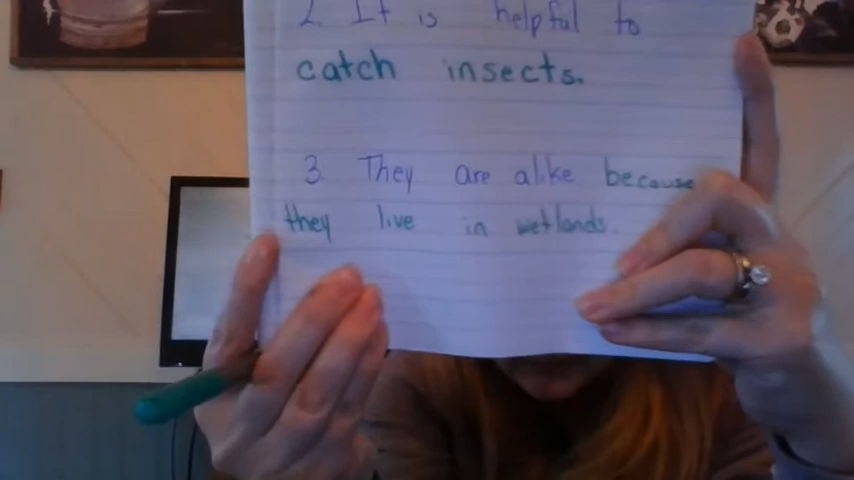 2. It is helpful to
catch insects.
3. They are alike because
they live in wetlands.